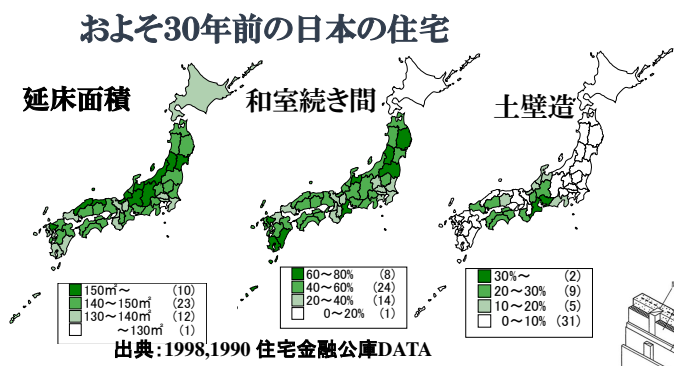 およそ30年前の日本の住宅
延床面積
和室続き間
土壁造
150㎡～ (10)
140～150㎡ (23)
130～140㎡ (12)
～130㎡ (1)
60～80% (8)
40～60% (24)
20～40% (14)
0～20% (1)
30%～ (2)
20～30% (9)
10～20% (5)
0～10% (31)
出典：1998,1990 住宅金融公庫DATA